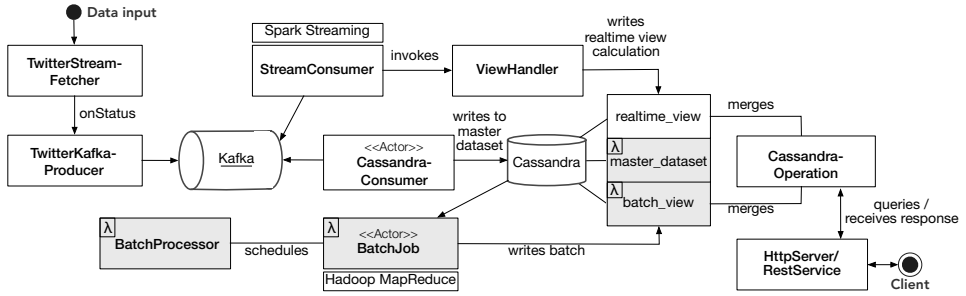 Data input
TwitterStream-
Fetcher
onStatus
TwitterKafka-
Producer
Spark Streaming
StreamConsumer
invokes
ViewHandler
writes
realtime view
calculation
Kafka
<<Actor>>
Cassandra-
Consumer
writes to
master
dataset
Cassandra
realtime_view
λ
master_dataset
λ
batch_view
merges
merges
Cassandra-
Operation
queries /
receives response
HttpServer/
RestService
Client
λ
BatchProcessor
schedules
λ
<<Actor>>
BatchJob
Hadoop MapReduce
writes batch